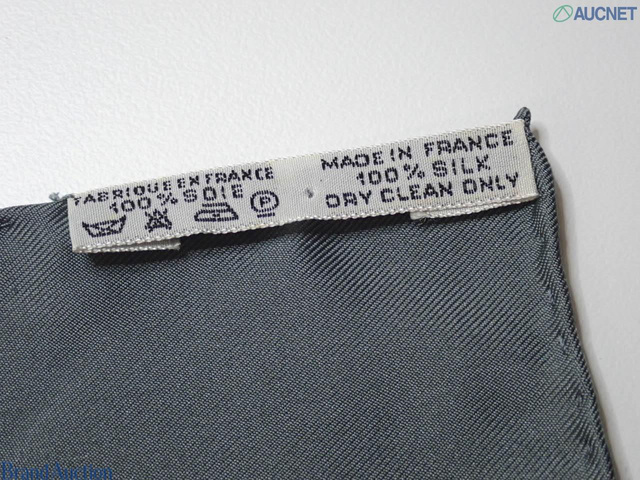 AUCNET
FABRIQUE EN FRANCE
100% SOIE
P
MADE IN FRANCE
100% SILK
DRY CLEAN ONLY
Brand Auction